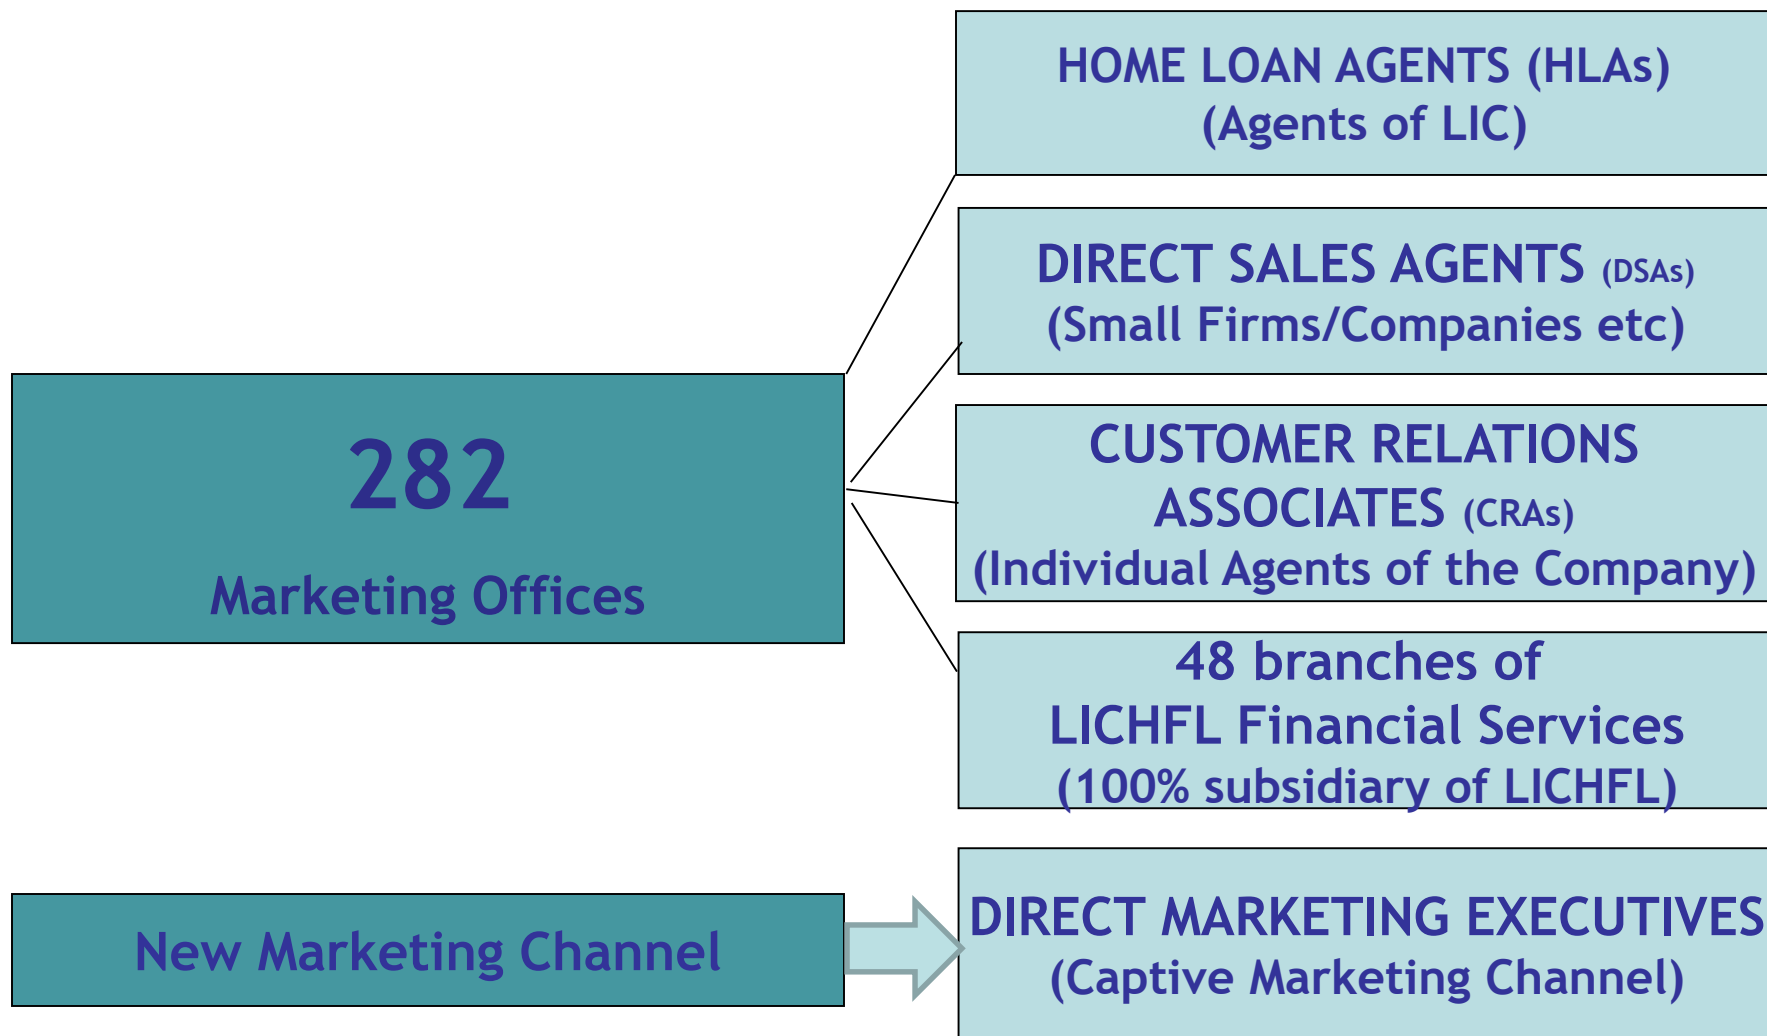 HOME LOAN AGENTS (HLAs)
(Agents of LIC)
DIRECT SALES AGENTS (DSAs)
(Small Firms/Companies etc)
282
Marketing Offices
CUSTOMER RELATIONS
ASSOCIATES (CRAs)
(Individual Agents of the Company)
48 branches of
LICHFL Financial Services
(100% subsidiary of LICHFL)
New Marketing Channel
DIRECT MARKETING EXECUTIVES
(Captive Marketing Channel)